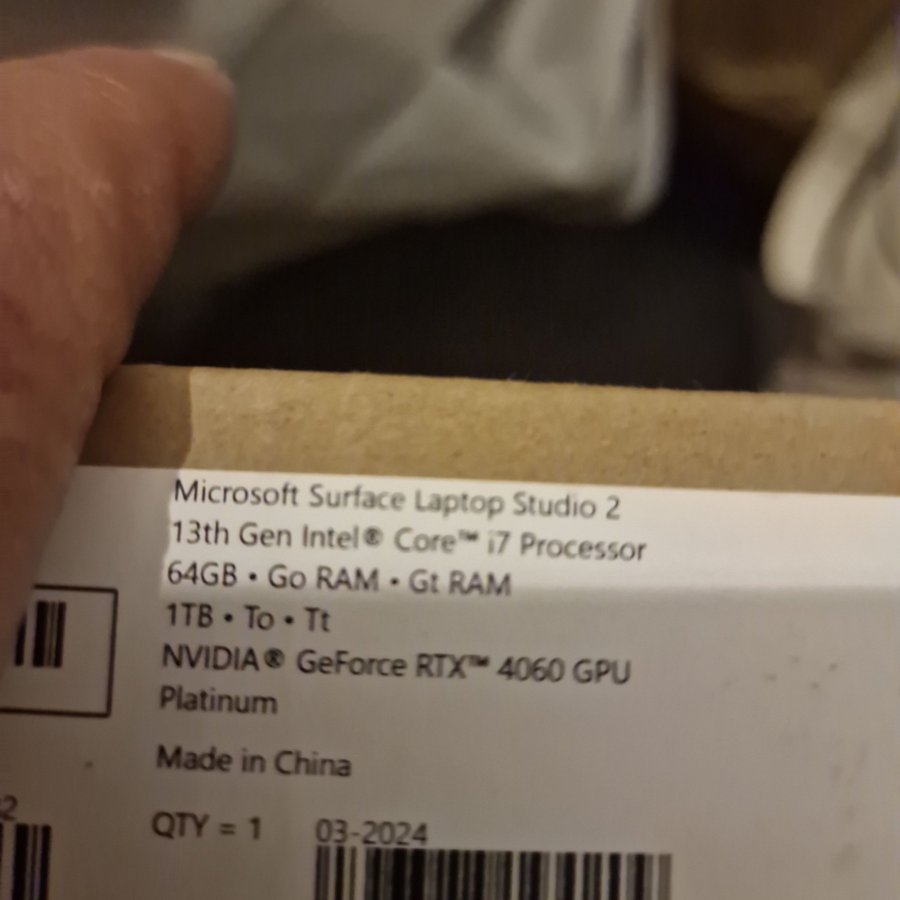 Microsoft Surface Laptop Studio 2
13th Gen Intel® Core™ i7 Processor
64GB • Go RAM • Gt RAM
1TB • To • Tt
NVIDIA® GeForce RTX™ 4060 GPU
Platinum
Made in China
QTY = 1 03-2024